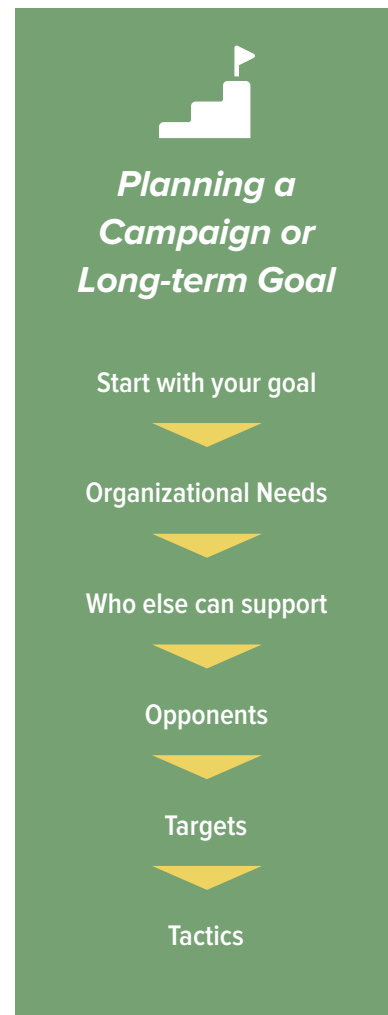 Planning a
Campaign or
Long-term Goal
Start with your goal
Organizational Needs
Who else can support
Opponents
Targets
Tactics